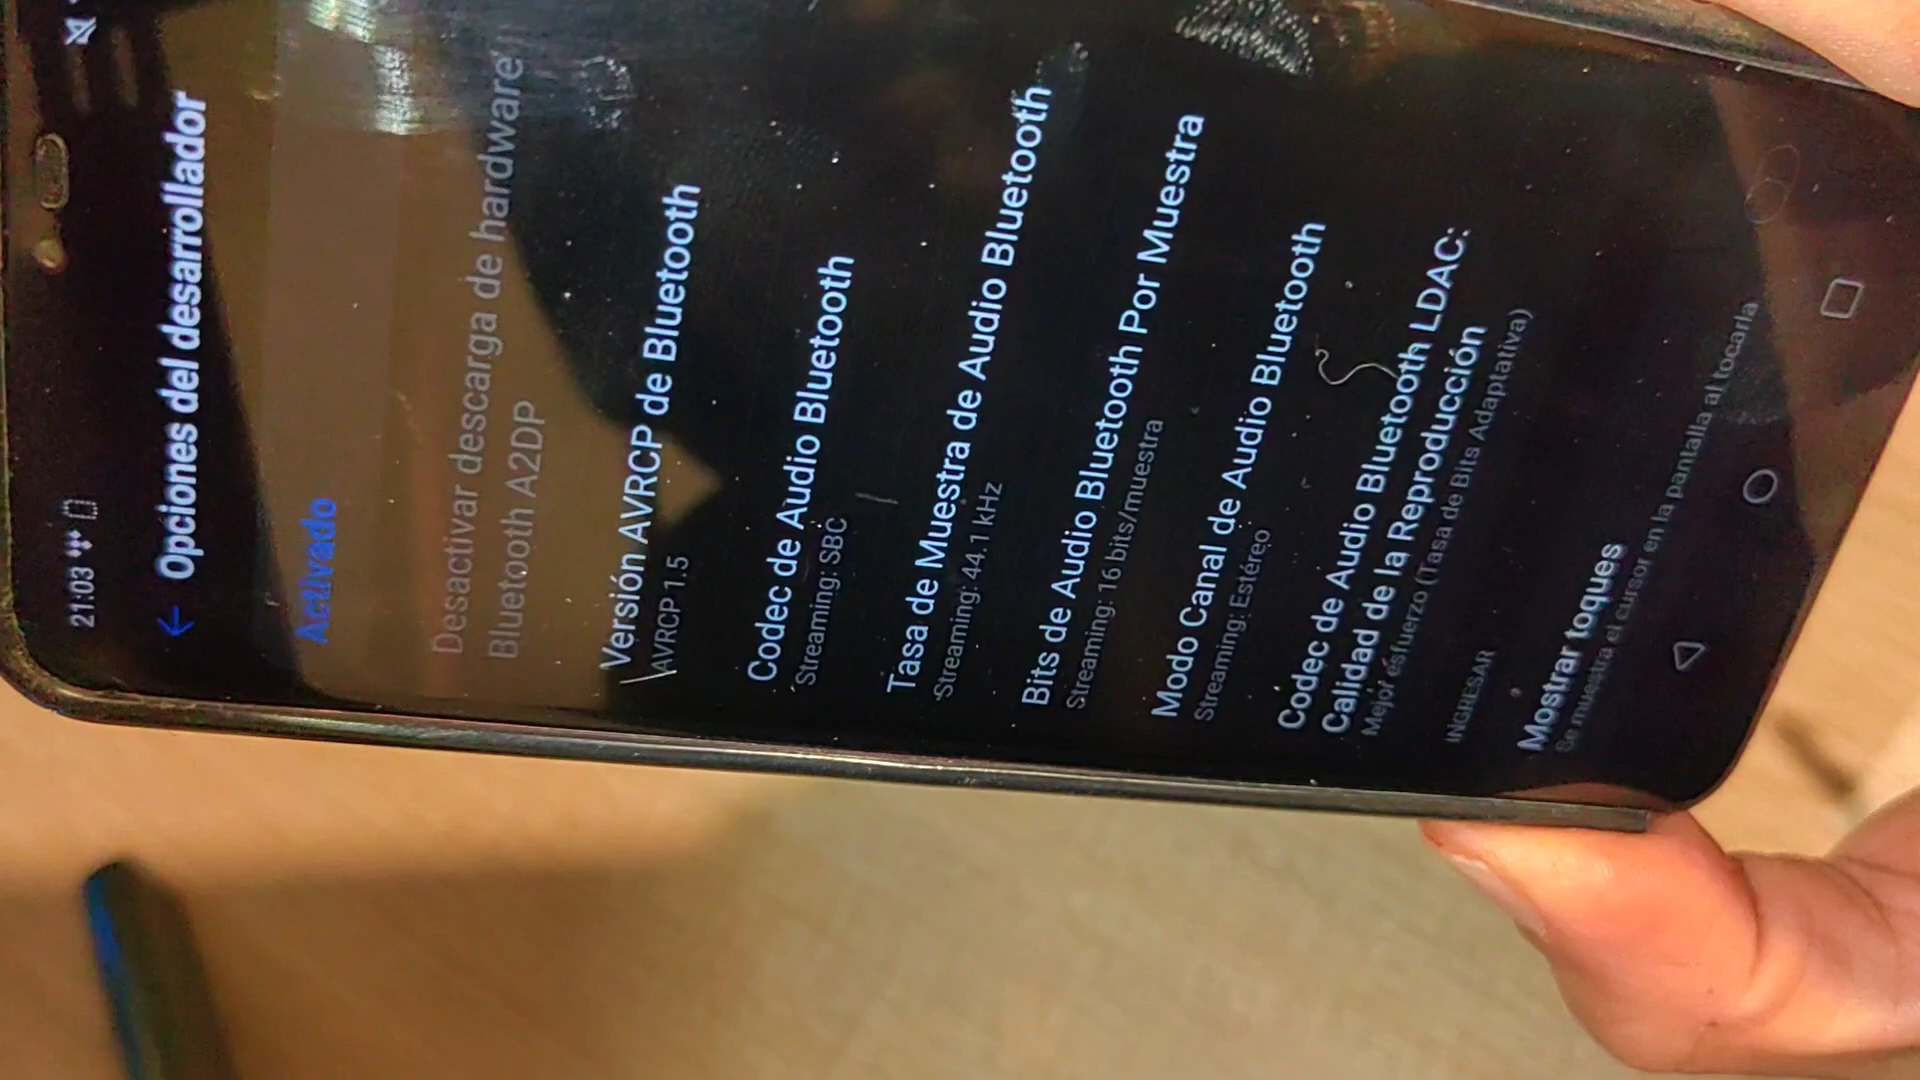 21:03
Opciones del desarrollador
Activado
Desactivar descarga de hardware
Bluetooth A2DP
Versión AVRCP de Bluetooth
AVRCP 1.5
Codec de Audio Bluetooth
Streaming: SBC
Tasa de Muestra de Audio Bluetooth
Streaming: 44.1 kHz
Bits de Audio Bluetooth Por Muestra
Streaming: 16 bits/muestra
Modo Canal de Audio Bluetooth
Streaming: Estéreo
Codec de Audio Bluetooth LDAC:
Calidad de la Reproducción
Mejor esfuerzo (Tasa de Bits Adaptativa)
INGRESAR
Mostrar toques
Se muestra el cursor en la pantalla al tocarla